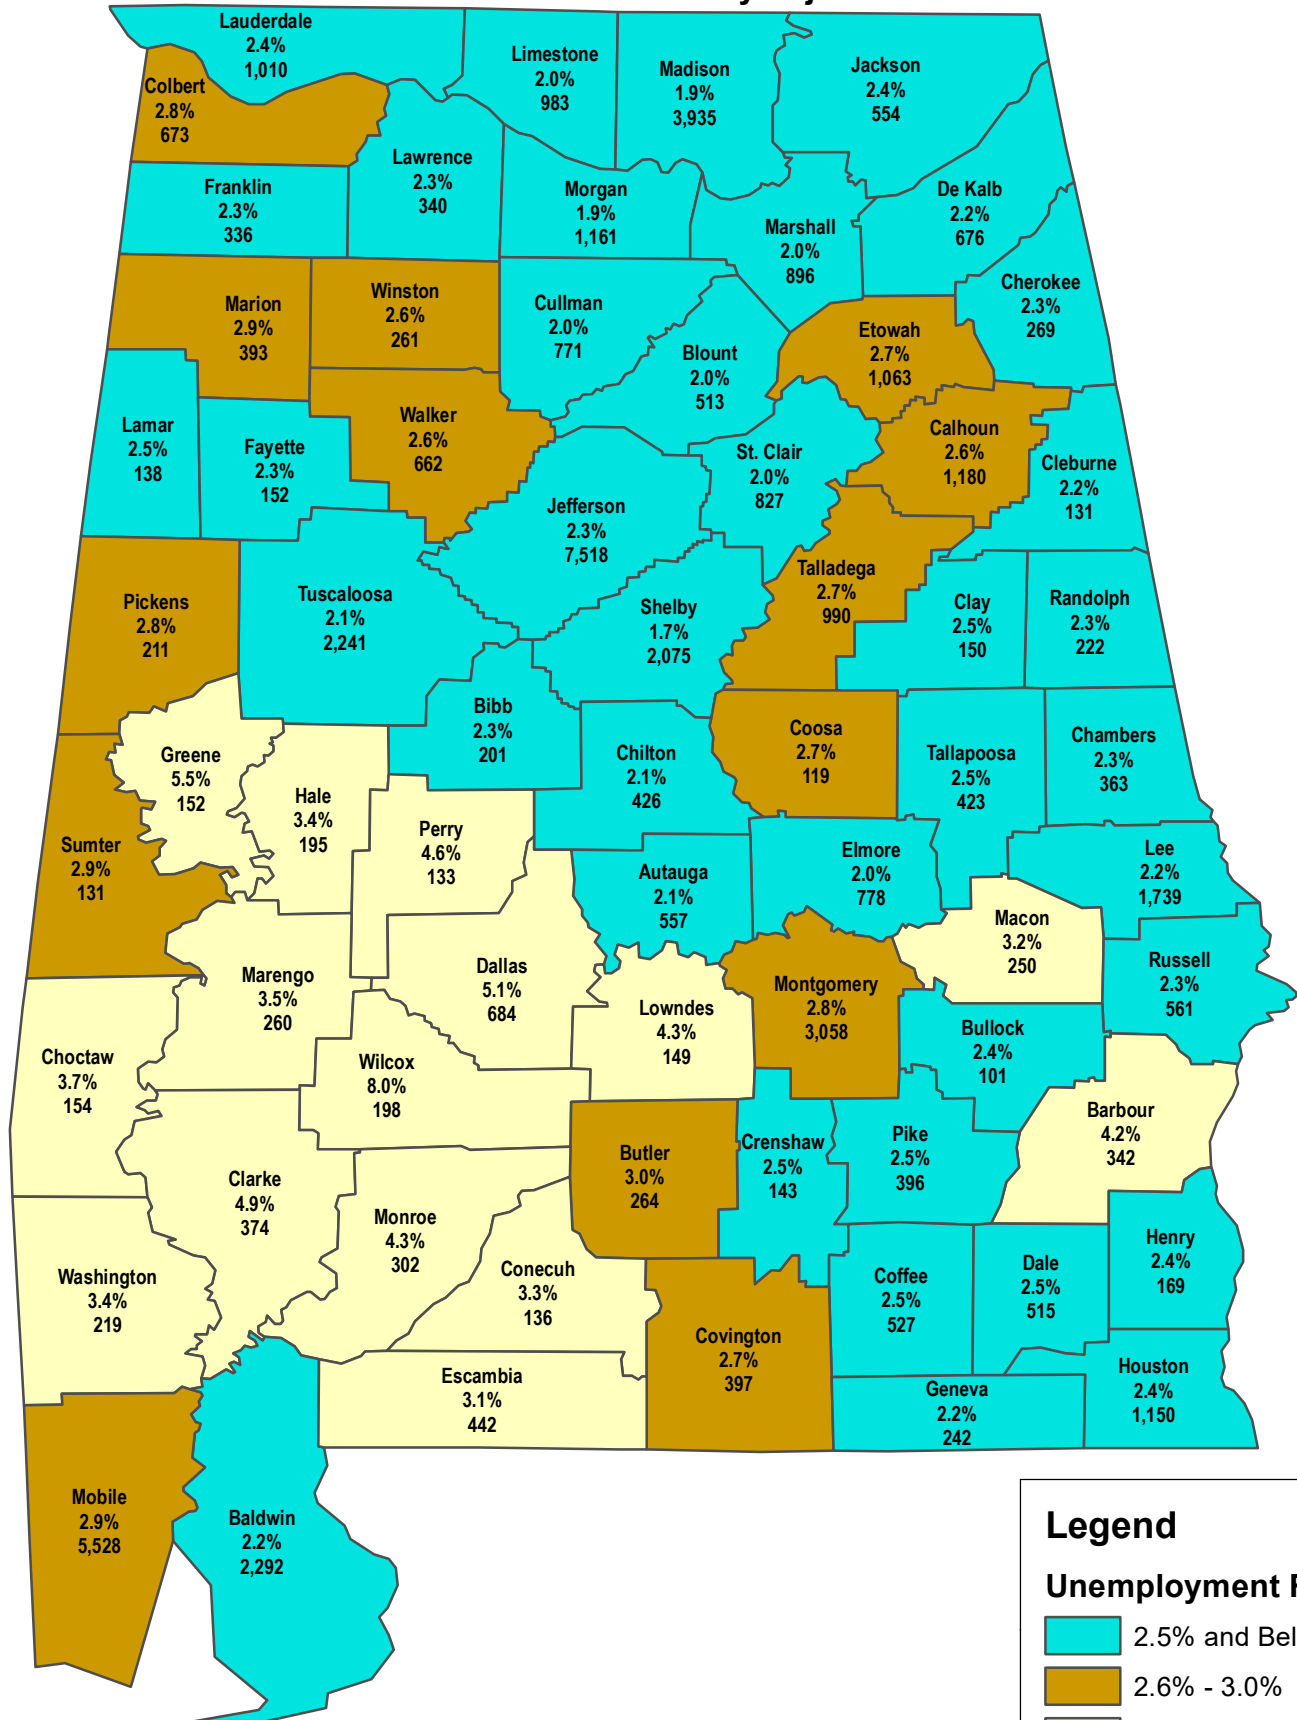 Lauderdale
2.4%
1,010
Limestone
2.0%
983
Madison
1.9%
3,935
Jackson
2.4%
554
Colbert
2.8%
673
Lawrence
2.3%
340
Franklin
2.3%
336
Morgan
1.9%
1,161
De Kalb
2.2%
676
Marshall
2.0%
896
Cherokee
2.3%
269
Marion
2.9%
393
Winston
2.6%
261
Cullman
2.0%
771
Etowah
2.7%
1,063
Blount
2.0%
513
Lamar
2.5%
138
Fayette
2.3%
152
Walker
2.6%
662
St. Clair
2.0%
827
Calhoun
2.6%
1,180
Cleburne
2.2%
131
Jefferson
2.3%
7,518
Pickens
2.8%
211
Tuscaloosa
2.1%
2,241
Shelby
1.7%
2,075
Talladega
2.7%
990
Clay
2.5%
150
Randolph
2.3%
222
Bibb
2.3%
201
Greene
5.5%
152
Chilton
2.1%
426
Coosa
2.7%
119
Tallapoosa
2.5%
423
Chambers
2.3%
363
Hale
3.4%
195
Sumter
2.9%
131
Perry
4.6%
133
Autauga
2.1%
557
Elmore
2.0%
778
Lee
2.2%
1,739
Macon
3.2%
250
Marengo
3.5%
260
Dallas
5.1%
684
Lowndes
4.3%
149
Montgomery
2.8%
3,058
Russell
2.3%
561
Bullock
2.4%
101
Choctaw
3.7%
154
Wilcox
8.0%
198
Barbour
4.2%
342
Butler
3.0%
264
Crenshaw
2.5%
143
Pike
2.5%
396
Clarke
4.9%
374
Monroe
4.3%
302
Henry
2.4%
169
Washington
3.4%
219
Conecuh
3.3%
136
Coffee
2.5%
527
Dale
2.5%
515
Covington
2.7%
397
Escambia
3.1%
442
Geneva
2.2%
242
Houston
2.4%
1,150
Mobile
2.9%
5,528
Baldwin
2.2%
2,292
Legend
Unemployment
2.5% and Bel
2.6% - 3.0%